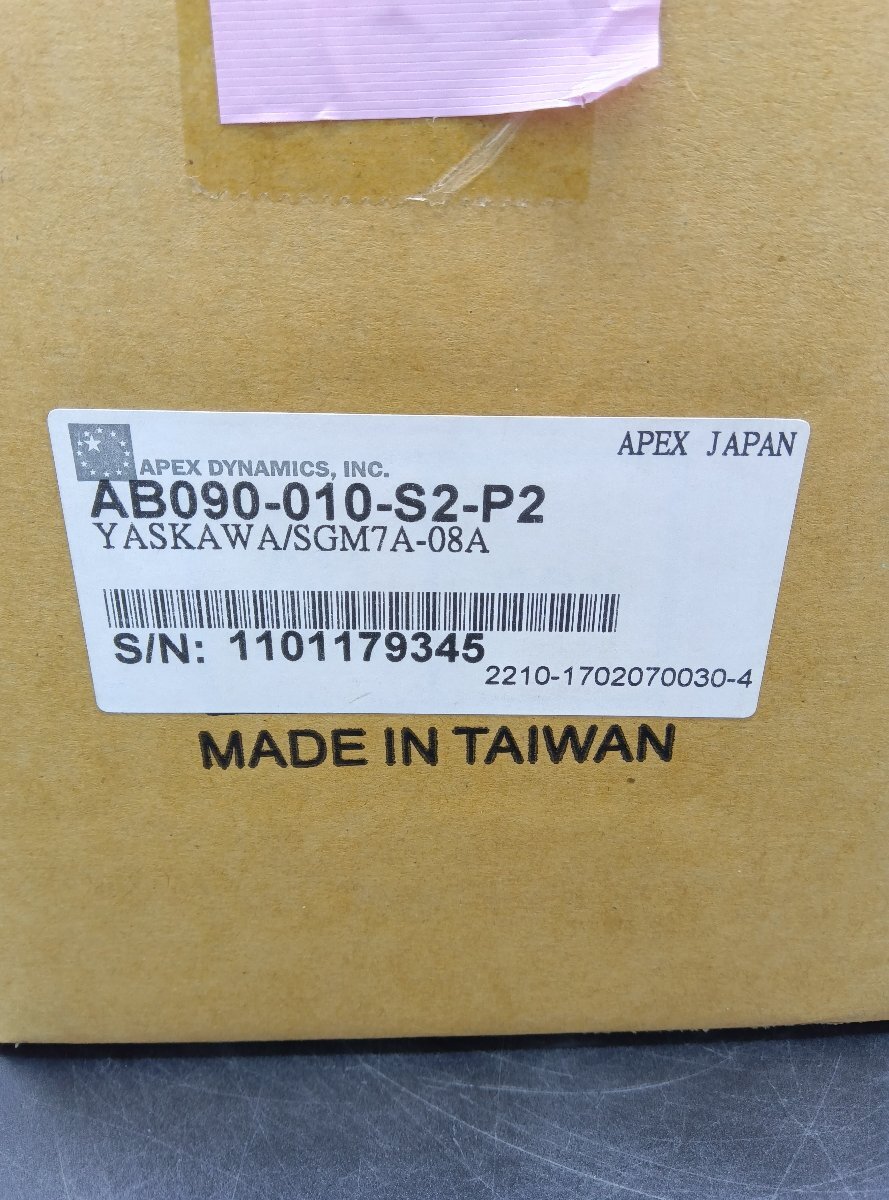 APEX DYNAMICS, INC.
APEX JAPAN
AB090-010-S2-P2
YASKAWA/SGM7A-08A
S/N: 1101179345
2210-1702070030-4
MADE IN TAIWAN